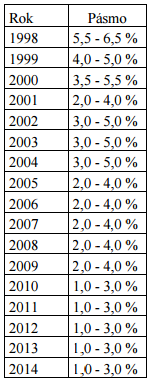 Rok Pásmo
1998 5,5 - 6,5 %
1999 4,0 - 5,0 %
2000 3,5 - 5,5 %
2001 2,0 - 4,0 %
2002 3,0 - 5,0 %
2003 3,0 - 5,0 %
2004 3,0 - 5,0 %
2005 2,0 - 4,0 %
2006 2,0 - 4,0 %
2007 2,0 - 4,0 %
2008 2,0 - 4,0 %
2009 2,0 - 4,0 %
2010 1,0 - 3,0 %
2011 1,0 - 3,0 %
2012 1,0 - 3,0 %
2013 1,0 - 3,0 %
2014 1,0 - 3,0 %